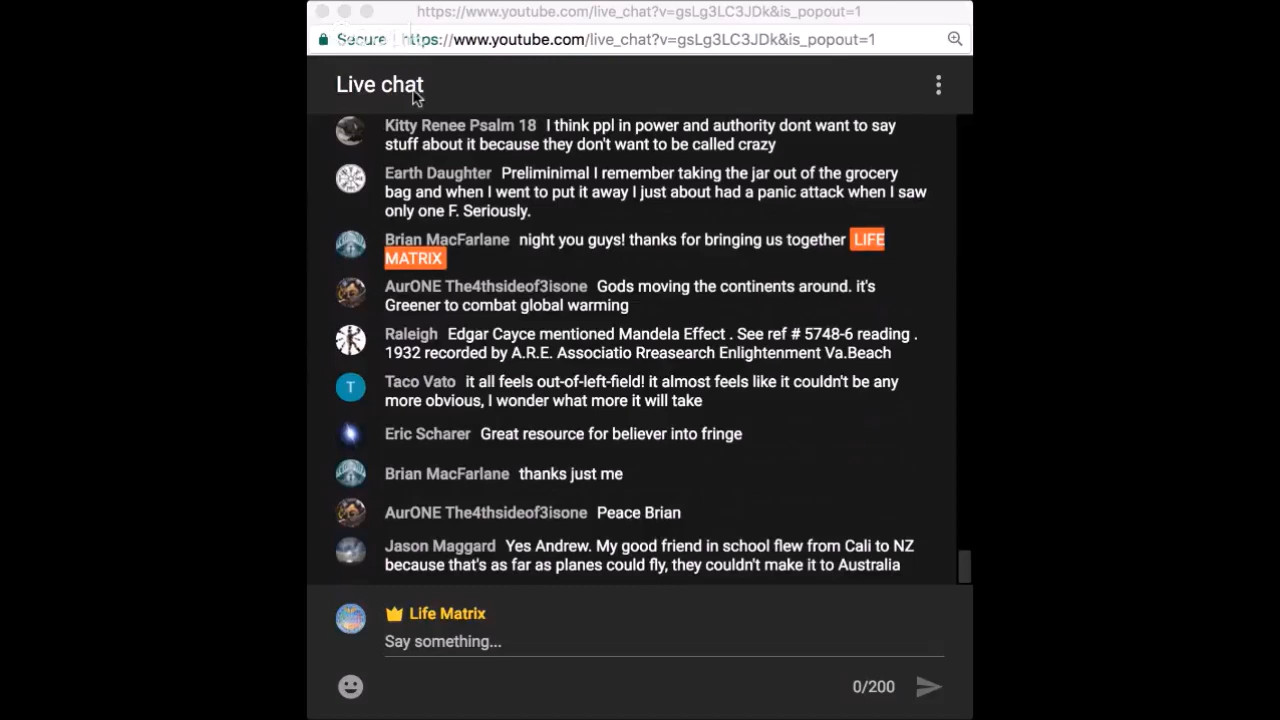 https://www.youtube.com/live_chat?v=gsLg3LC3JDk&is_popout=1
Secure https://www.youtube.com/live_chat?v=gsLg3LC3JDk&is_popout=1
Live chat
Kitty Renee Psalm 18 I think ppl in power and authority dont want to say
stuff about it because they don't want to be called crazy
Earth Daughter Preliminimal I remember taking the jar out of the grocery
bag and when I went to put it away I just about had a panic attack when I saw
only one F. Seriously.
Brian MacFarlane night you guys! thanks for bringing us together LIFE
MATRIX
AurONE The4thsideof3isone Gods moving the continents around. it's
Greener to combat global warming
Raleigh Edgar Cayce mentioned Mandela Effect . See ref # 5748-6 reading .
1932 recorded by A.R.E. Associatio Rreasearch Enlightenment Va.Beach
T
Taco Vato it all feels out-of-left-field! it almost feels like it couldn't be any
more obvious, I wonder what more it will take
Eric Scharer Great resource for believer into fringe
Brian MacFarlane thanks just me
AurONE The4thsideof3isone Peace Brian
Jason Maggard Yes Andrew. My good friend in school flew from Cali to NZ
because that's as far as planes could fly, they couldn't make it to Australia
Life Matrix
Say something...
0/200